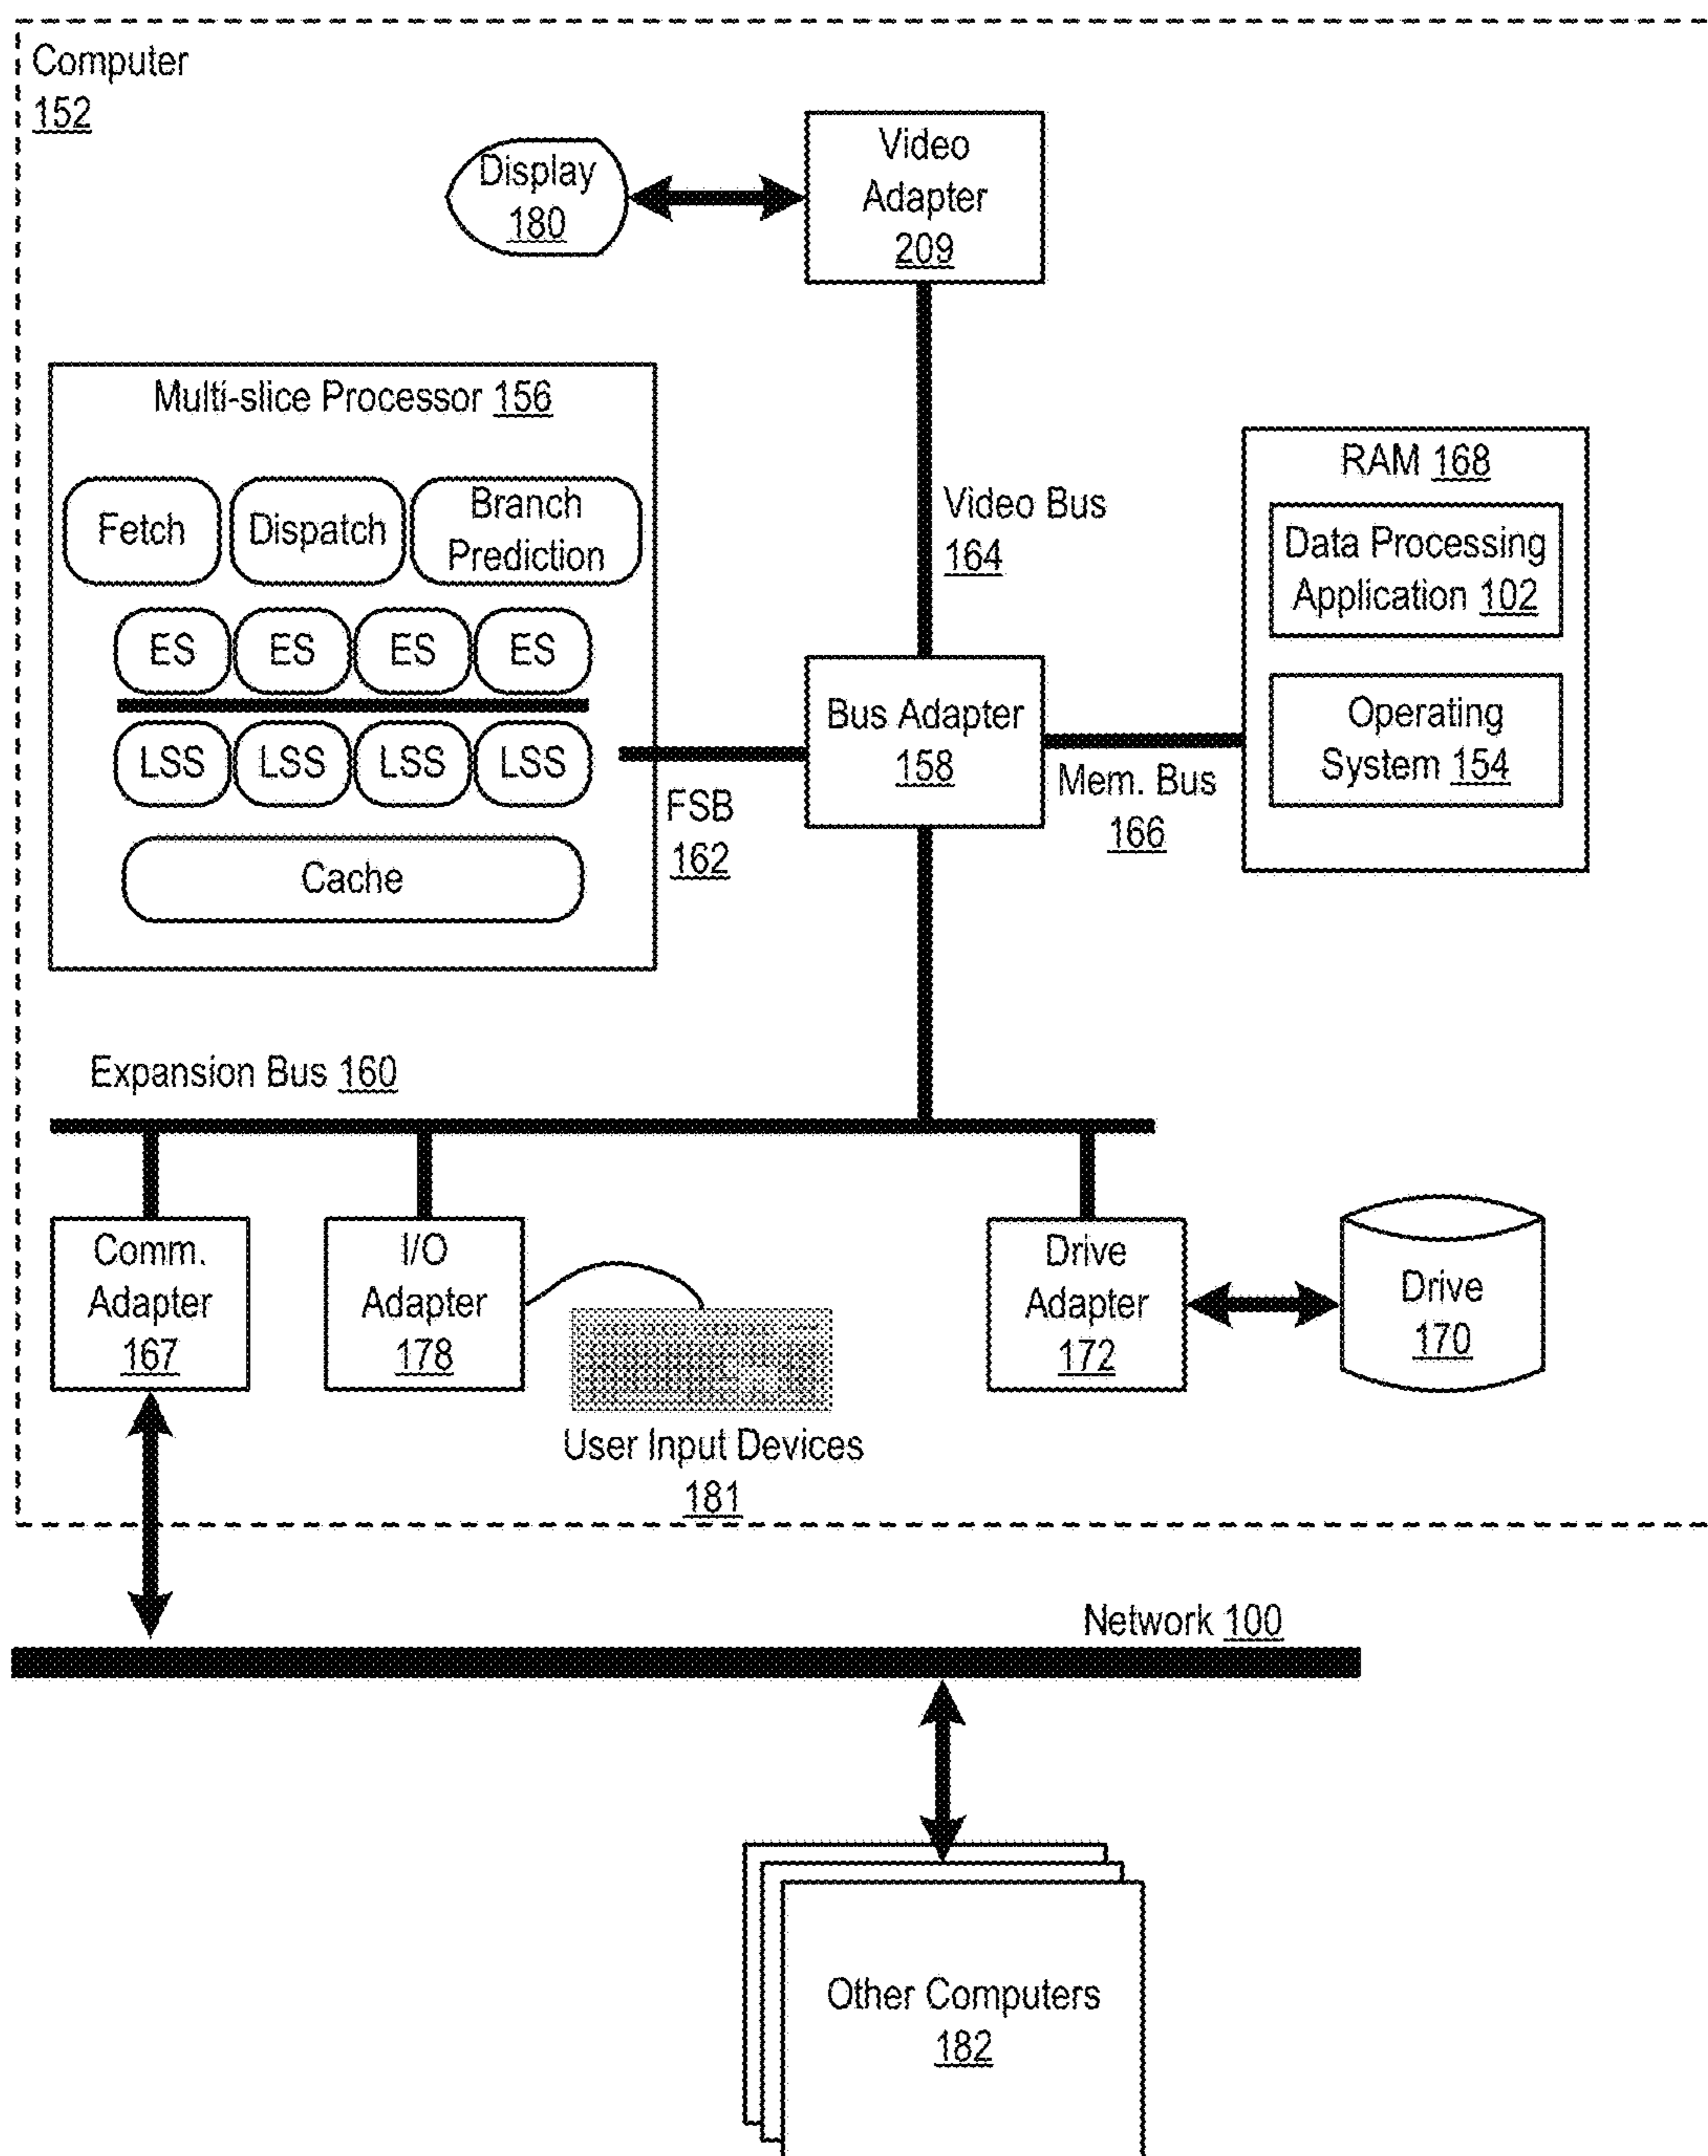 Computer
152
Display
180
Video
Adapter
209
Multi-slice Processor 156
Fetch
Dispatch
Branch
Prediction
ES
ES
ES
ES
LSS
LSS
LSS
LSS
Cache
FSB
162
Video Bus
164
Bus Adapter
158
Mem. Bus
166
RAM 168
Data Processing
Application 102
Operating
System 154
Expansion Bus 160
Comm.
Adapter
167
I/O
Adapter
178
User Input Devices
181
Drive
Adapter
172
Drive
170
Network 100
Other Computers
182